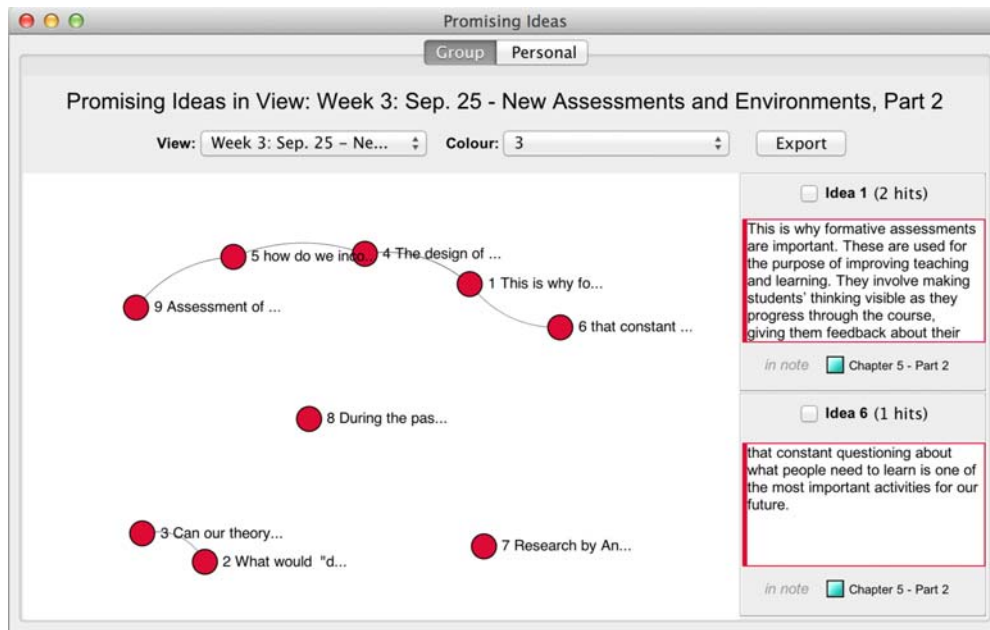 Promising Ideas
Group Personal
Promising Ideas in View: Week 3: Sep. 25 - New Assessments and Environments, Part 2
View: Week 3: Sep. 25 – Ne... Colour: 3 Export
5 how do we inco...
4 The design of ...
1 This is why fo...
9 Assessment of ...
6 that constant ...
8 During the pas...
3 Can our theory...
2 What would "d...
7 Research by An...
Idea 1 (2 hits)
This is why formative assessments
are important. These are used for
the purpose of improving teaching
and learning. They involve making
students' thinking visible as they
progress through the course,
giving them feedback about their
in note Chapter 5 - Part 2
Idea 6 (1 hits)
that constant questioning about
what people need to learn is one of
the most important activities for our
future.
in note Chapter 5 - Part 2